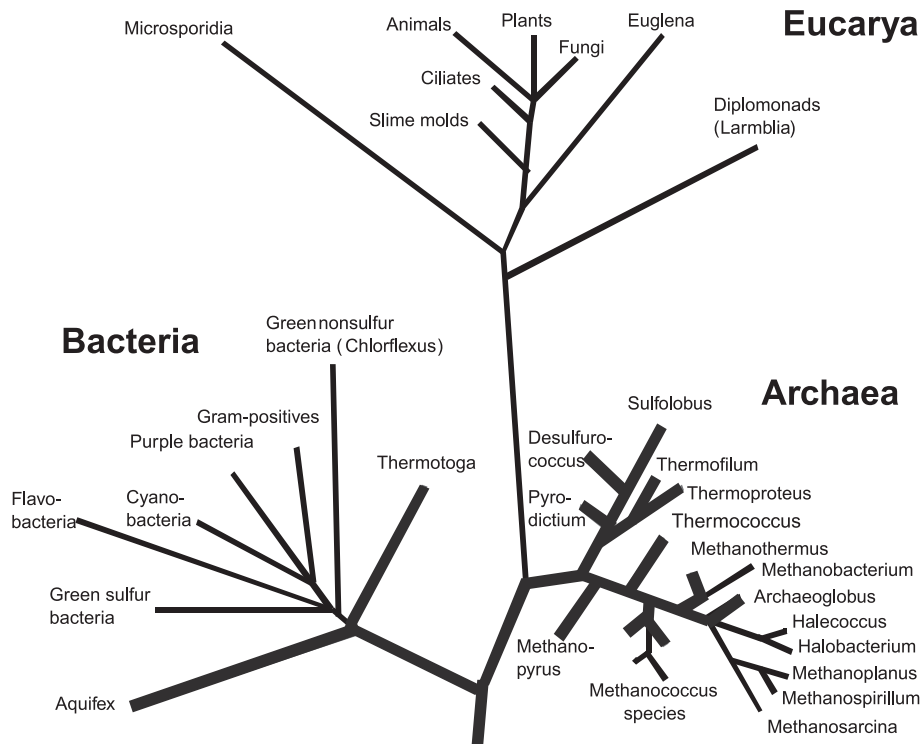 Microsporidia
Animals
Plants
Fungi
Euglena
Eucarya
Ciliates
Slime molds
Diplomonads
(Larmblia)
Bacteria
Green nonsulfur
bacteria (Chlorflexus)
Gram-positives
Purple bacteria
Thermotoga
Flavo-
bacteria
Cyano-
bacteria
Green sulfur
bacteria
Aquifex
Archaea
Sulfolobus
Desulfuro-
coccus
Thermofilum
Thermoproteus
Pyro-
dictium
Thermococcus
Methanothermus
Methanobacterium
Archaeoglobus
Halecoccus
Halobacterium
Methano-
pyrus
Methanoplanus
Methanospirillum
Methanococcus
species
Methanosarcina